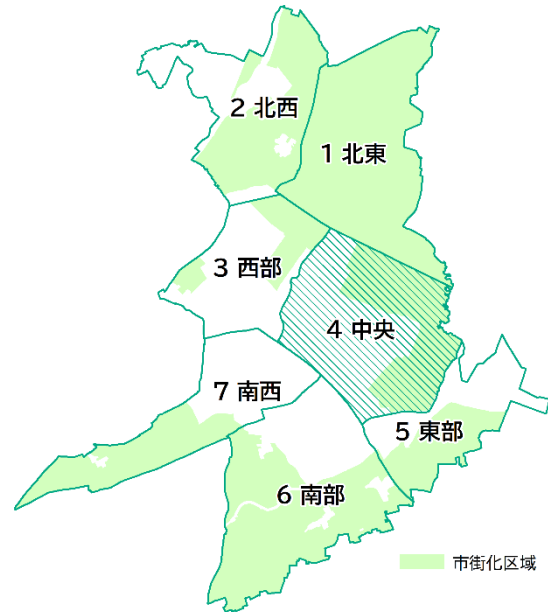 2 北西
1 北東
3 西部
4 中央
7 南西
5 東部
6 南部
市街化区域